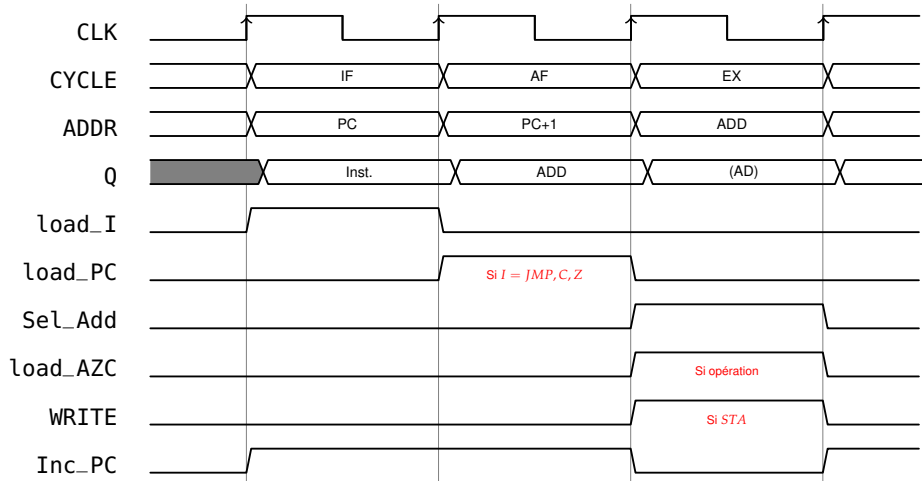 CLK
CYCLE IF AF EX
ADDR PC PC+1 ADD
Q Inst. ADD (AD)
load_I
load_PC Si I = JMP, C, Z
Sel_Add
load_AZC Si opération
WRITE Si STA
Inc_PC